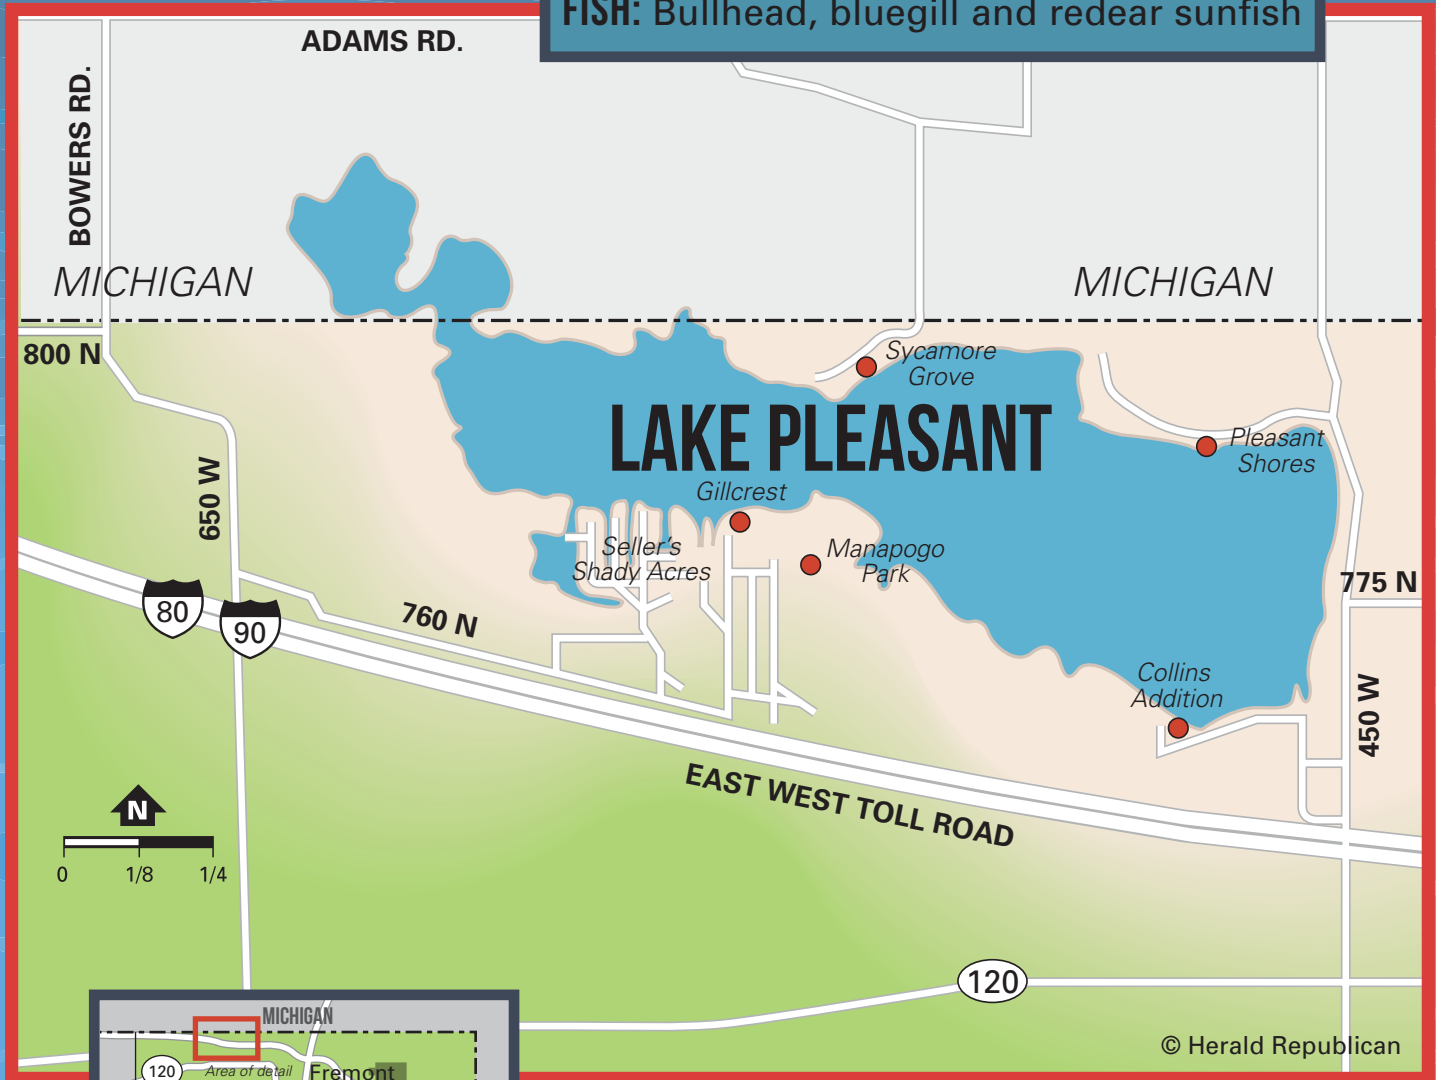 FISH: Bullhead, bluegill and redear sunfish
ADAMS RD.
BOWERS RD.
MICHIGAN
MICHIGAN
800 N
Sycamore
Grove
LAKE PLEASANT
Pleasant
Shores
Gillcrest
650 W
Seller's
Shady Acres
Manapogo
Park
775 N
80
90
760 N
Collins
Addition
450 W
EAST WEST TOLL ROAD
N
0 1/8 1/4
120
MICHIGAN
120
Area of detail
Fremont
© Herald Republican